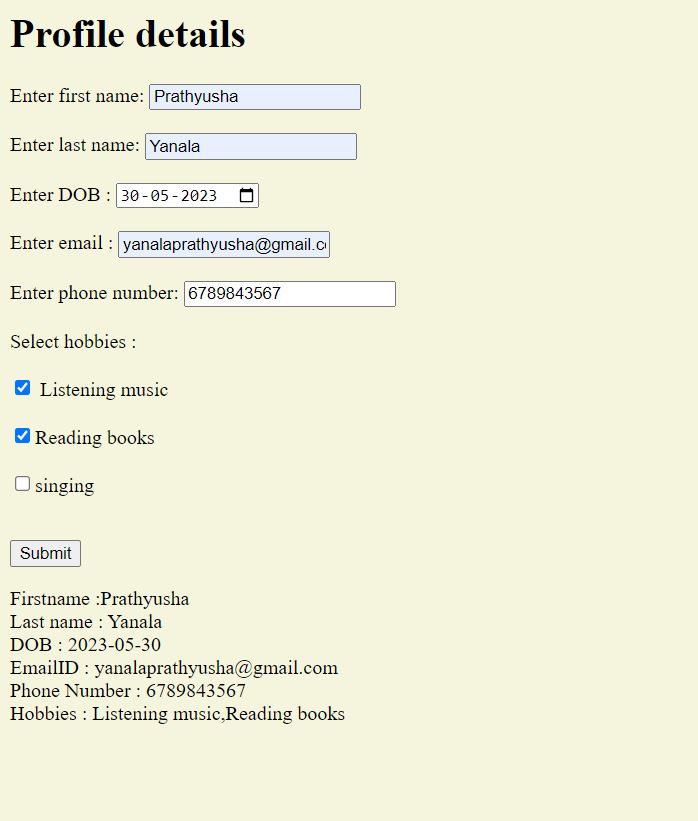 Profile details
Enter first name: Prathyusha
Enter last name: Yanala
Enter DOB : 30-05-2023
Enter email : yanalaprathyusha@gmail.co
Enter phone number: 6789843567
Select hobbies :
Listening music
Reading books
singing
Submit
Firstname :Prathyusha
Last name : Yanala
DOB : 2023-05-30
EmailID : yanalaprathyusha@gmail.com
Phone Number : 6789843567
Hobbies : Listening music,Reading books